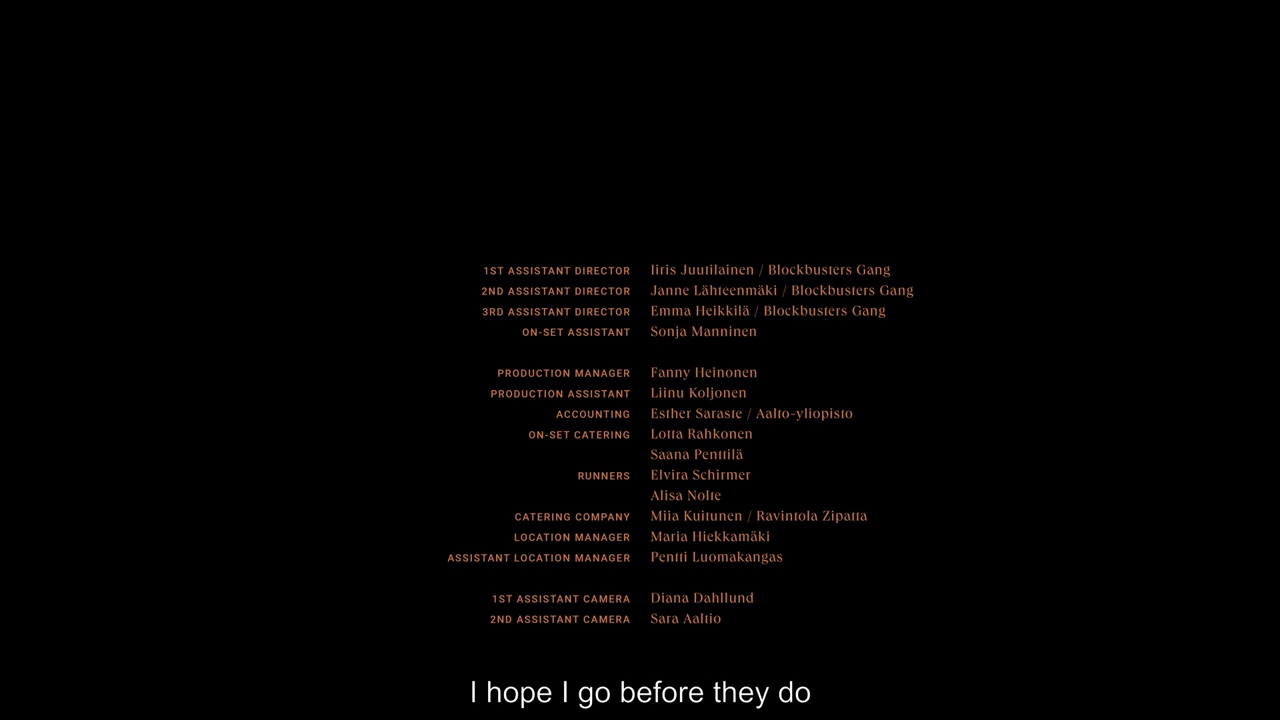 1ST ASSISTANT DIRECTOR Iiris Juutilainen / Blockbusters Gang
2ND ASSISTANT DIRECTOR Janne Lähteenmäki / Blockbusters Gang
3RD ASSISTANT DIRECTOR Emma Heikkilä / Blockbusters Gang
ON-SET ASSISTANT Sonja Manninen
PRODUCTION MANAGER Fanny Heinonen
PRODUCTION ASSISTANT Liinu Koljonen
ACCOUNTING Esther Saraste / Aalto-yliopisto
ON-SET CATERING Lotta Rahkonen
Saana Penttilä
RUNNERS Elvira Schirmer
Alisa Nolte
CATERING COMPANY Miia Kuitunen / Ravintola Zipatta
LOCATION MANAGER Maria Hiekkamäki
ASSISTANT LOCATION MANAGER Pentti Luomakangas
1ST ASSISTANT CAMERA Diana Dahllund
2ND ASSISTANT CAMERA Sara Aaltio
I hope I go before they do